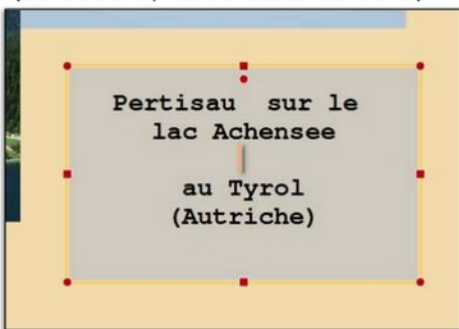 Pertisau  sur le
lac Achensee
au Tyrol
(Autriche)